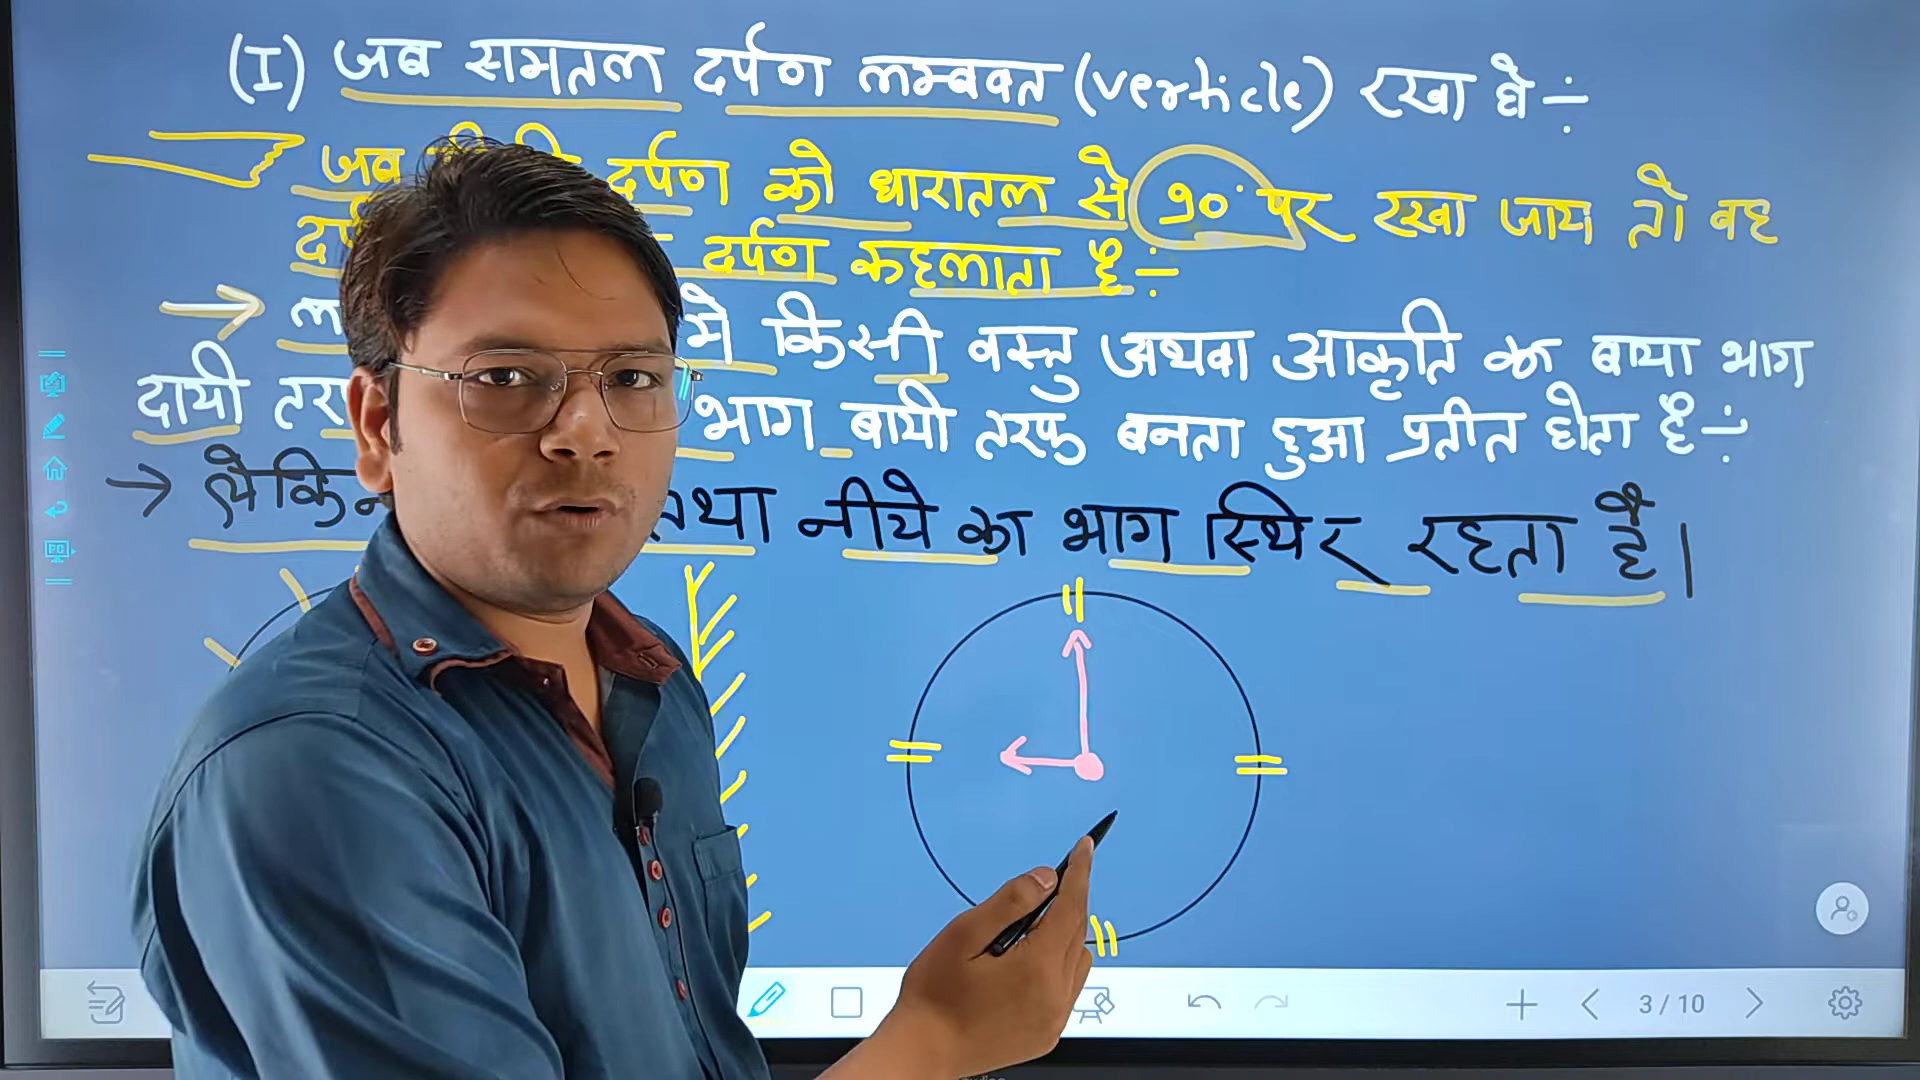 (I) जब समतल दर्पण लम्बवत (verticle) रखा हो ÷
जब दर्पण को धारातल से 90° पर रखा जाय तो वह
दर्पण कहलाता है ÷
→ में किसी वस्तु अथवा आकृति का बाया भाग
दायी भाग बायी तरफ बनता हुआ प्रतीत होता है ÷
→ लेकिन तथा नीचे का भाग स्थिर रहता है।
3/10